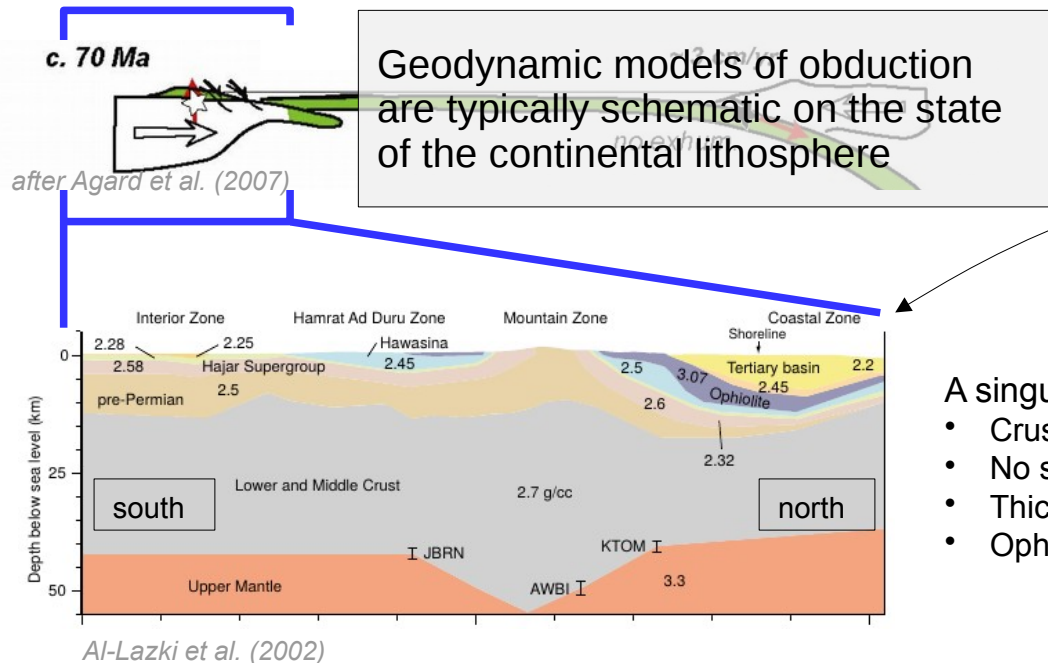 c. 70 Ma
Geodynamic models of obduction
are typically schematic on the state
of the continental lithosphere
~3 cm/yr
no exhum
after Agard et al. (2007)
Interior Zone
Hamrat Ad Duru Zone
Mountain Zone
Coastal Zone
Shoreline
2.28
2.25
Hawasina
0
2.58
Hajar Supergroup
2.45
2.5
3.07
Tertiary basin
2.2
2.45
pre-Permian
2.5
2.6
Ophiolite
2.32
25
Depth below sea level (km)
Lower and Middle Crust
2.7 g/cc
south
north
JBRN
KTOM
AWBI
Upper Mantle
3.3
50
Al-Lazki et al. (2002)
A singu
• Crus
• No s
• Thic
• Oph